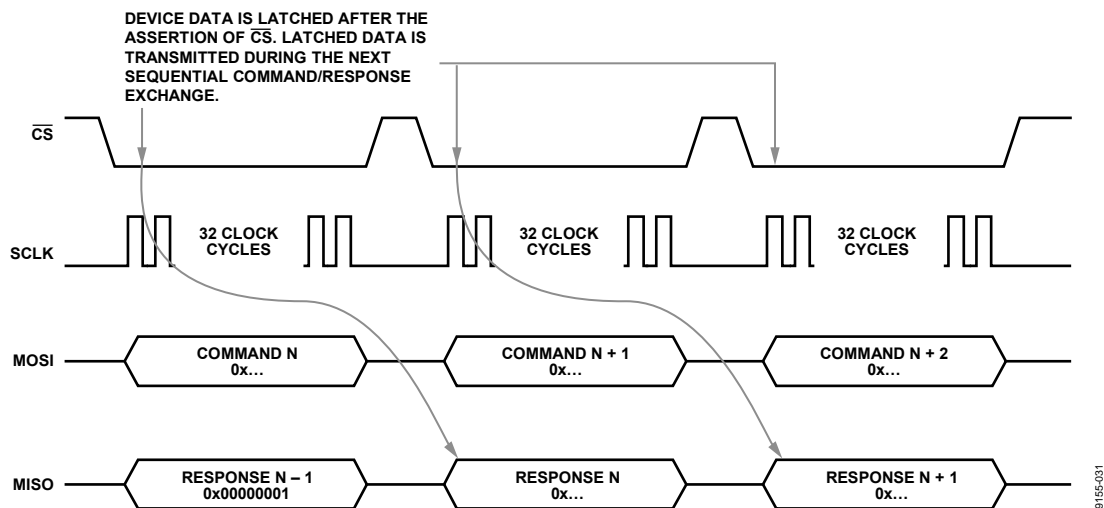 DEVICE DATA IS LATCHED AFTER THE
ASSERTION OF C̅S̅. LATCHED DATA IS
TRANSMITTED DURING THE NEXT
SEQUENTIAL COMMAND/RESPONSE
EXCHANGE.
C̅S̅
SCLK
32 CLOCK
CYCLES
32 CLOCK
CYCLES
32 CLOCK
CYCLES
MOSI
COMMAND N
0x…
COMMAND N + 1
0x…
COMMAND N + 2
0x…
MISO
RESPONSE N – 1
0x00000001
RESPONSE N
0x…
RESPONSE N + 1
0x…
9155-031